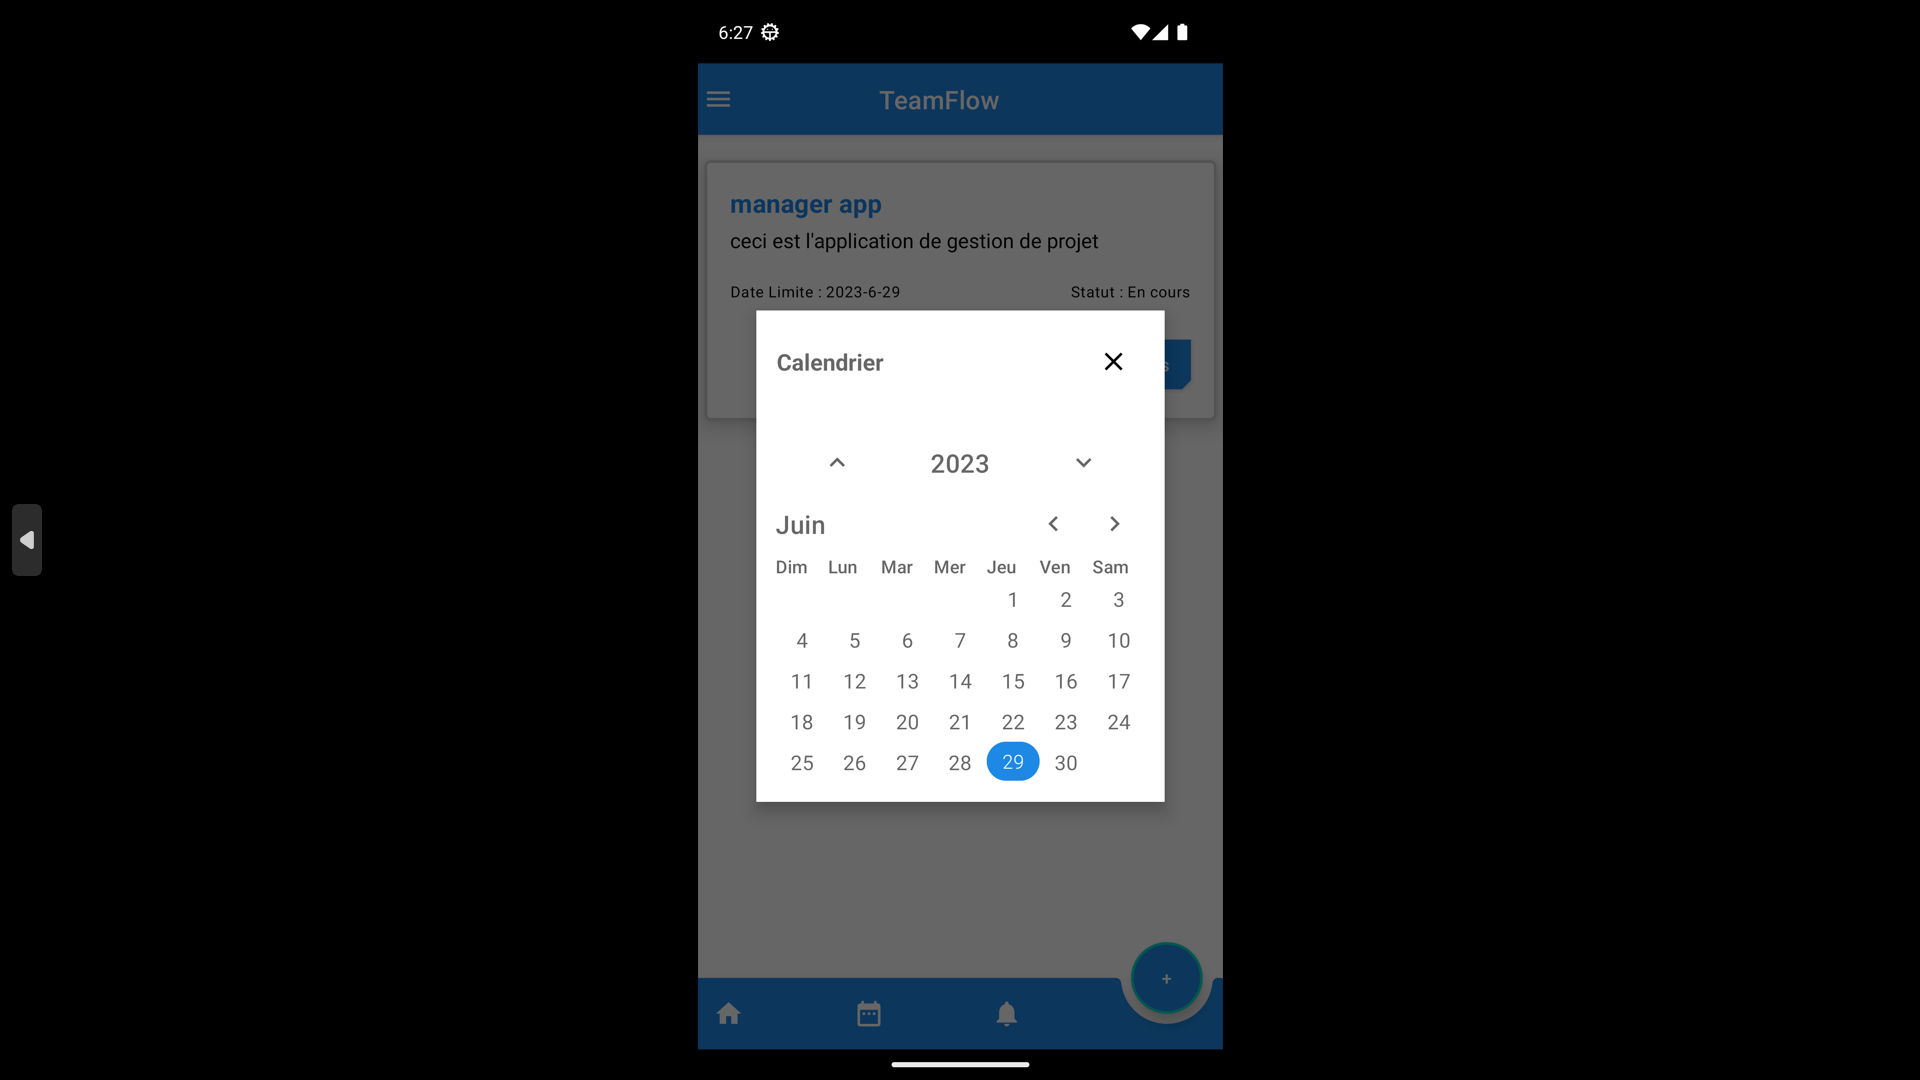 6:27
TeamFlow
manager app
ceci est l'application de gestion de projet
Date Limite : 2023-6-29 Statut : En cours
s
Calendrier
2023
Juin
Dim Lun Mar Mer Jeu Ven Sam
1 2 3
4 5 6 7 8 9 10
11 12 13 14 15 16 17
18 19 20 21 22 23 24
25 26 27 28 29 30
+